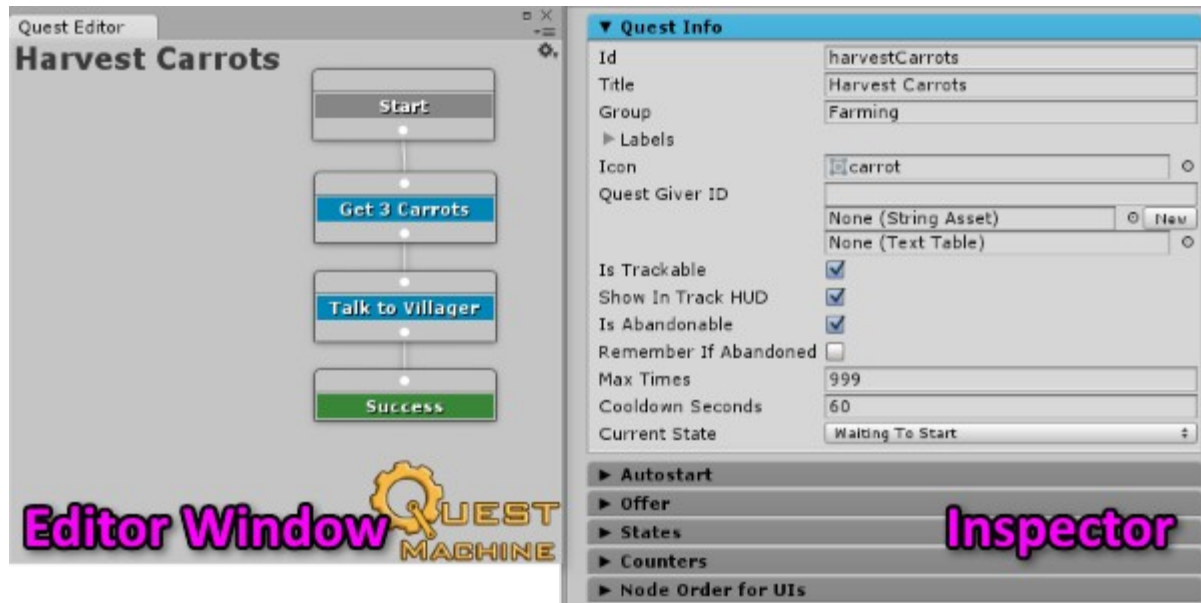 Quest Editor
Harvest Carrots
Start
Get 3 Carrots
Talk to Villager
Success
Editor Window
QUEST
MACHINE
▼ Quest Info
Id harvestCarrots
Title Harvest Carrots
Group Farming
▶ Labels
Icon carrot
Quest Giver ID
None (String Asset) New
None (Text Table)
Is Trackable
Show In Track HUD
Is Abandonable
Remember If Abandoned
Max Times 999
Cooldown Seconds 60
Current State Waiting To Start
▶ Autostart
▶ Offer
▶ States
▶ Counters
▶ Node Order for UIs
Inspector